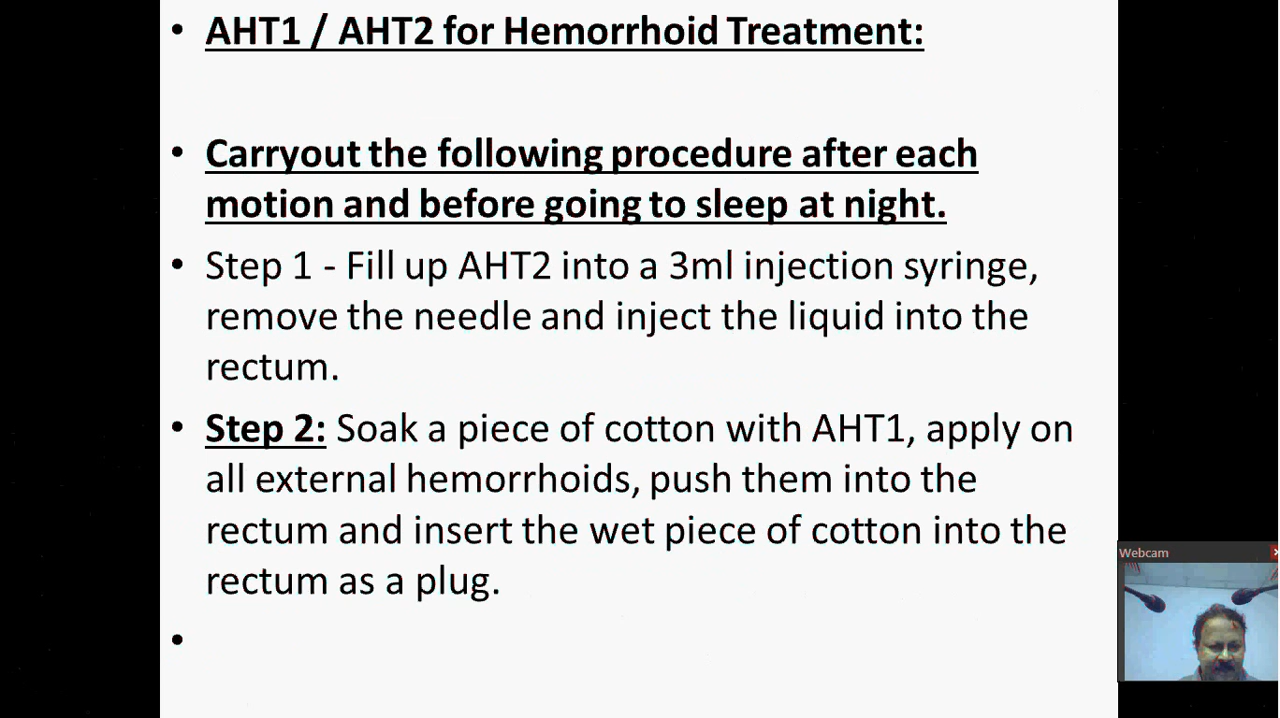 • AHT1 / AHT2 for Hemorrhoid Treatment:
• Carryout the following procedure after each
motion and before going to sleep at night.
• Step 1 - Fill up AHT2 into a 3ml injection syringe,
remove the needle and inject the liquid into the
rectum.
• Step 2: Soak a piece of cotton with AHT1, apply on
all external hemorrhoids, push them into the
rectum and insert the wet piece of cotton into the
rectum as a plug.
•
Webcam